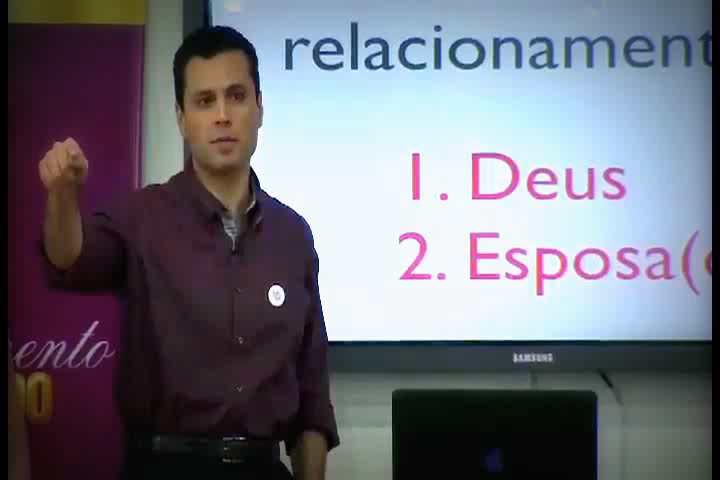 relacionament
1. Deus
2. Esposa(o
SAMSUNG
ento